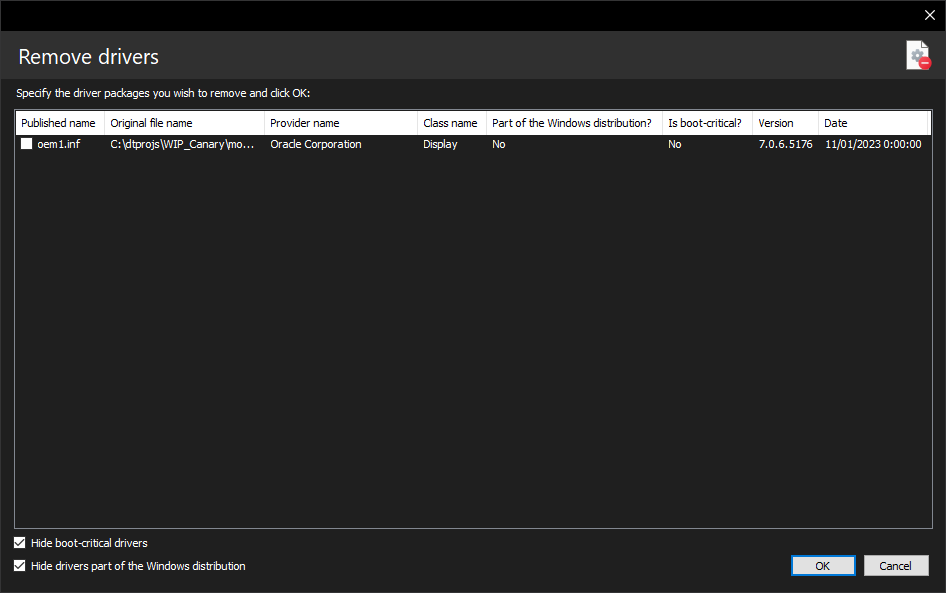 Remove drivers
Specify the driver packages you wish to remove and click OK:
Published name Original file name Provider name Class name Part of the Windows distribution? Is boot-critical? Version Date
oem1.inf C:\dtprojs\WIP_Canary\mo... Oracle Corporation Display No No 7.0.6.5176 11/01/2023 0:00:00
Hide boot-critical drivers
Hide drivers part of the Windows distribution
OK Cancel